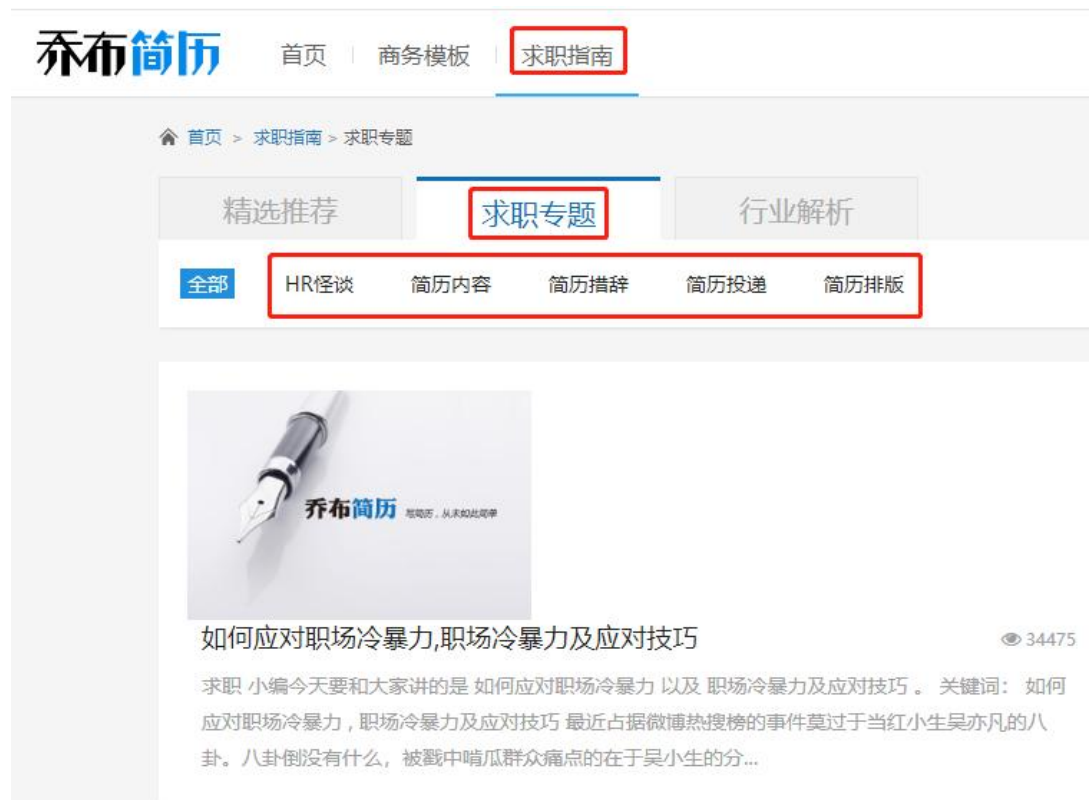 乔布简历 首页 商务模板 求职指南
首页 > 求职指南 > 求职专题
精选推荐 求职专题 行业解析
全部 HR怪谈 简历内容 简历措辞 简历投递 简历排版
乔布简历 写简历，从未如此简单
如何应对职场冷暴力,职场冷暴力及应对技巧 34475
求职 小编今天要和大家讲的是 如何应对职场冷暴力 以及 职场冷暴力及应对技巧 。 关键词： 如何
应对职场冷暴力，职场冷暴力及应对技巧 最近占据微博热搜榜的事件莫过于当红小生吴亦凡的八
卦。八卦倒没有什么，被戳中啃瓜群众痛点的在于吴小生的分...